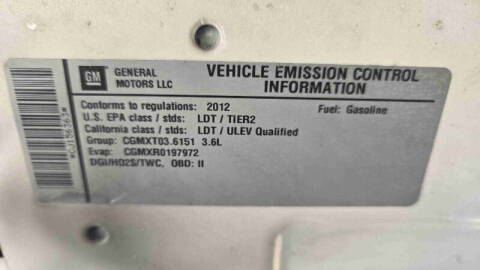 GM
GENERAL
MOTORS LLC
VEHICLE EMISSION CONTROL
INFORMATION
Conforms to regulations: 2012
Fuel: Gasoline
U.S. EPA class / stds: LDT / TIER2
California class / stds: LDT / ULEV Qualified
Group: CGMXT03.6151 3.6L
Evap: CGMXR0197972
DGI/HO2S/TWC, OBD: II